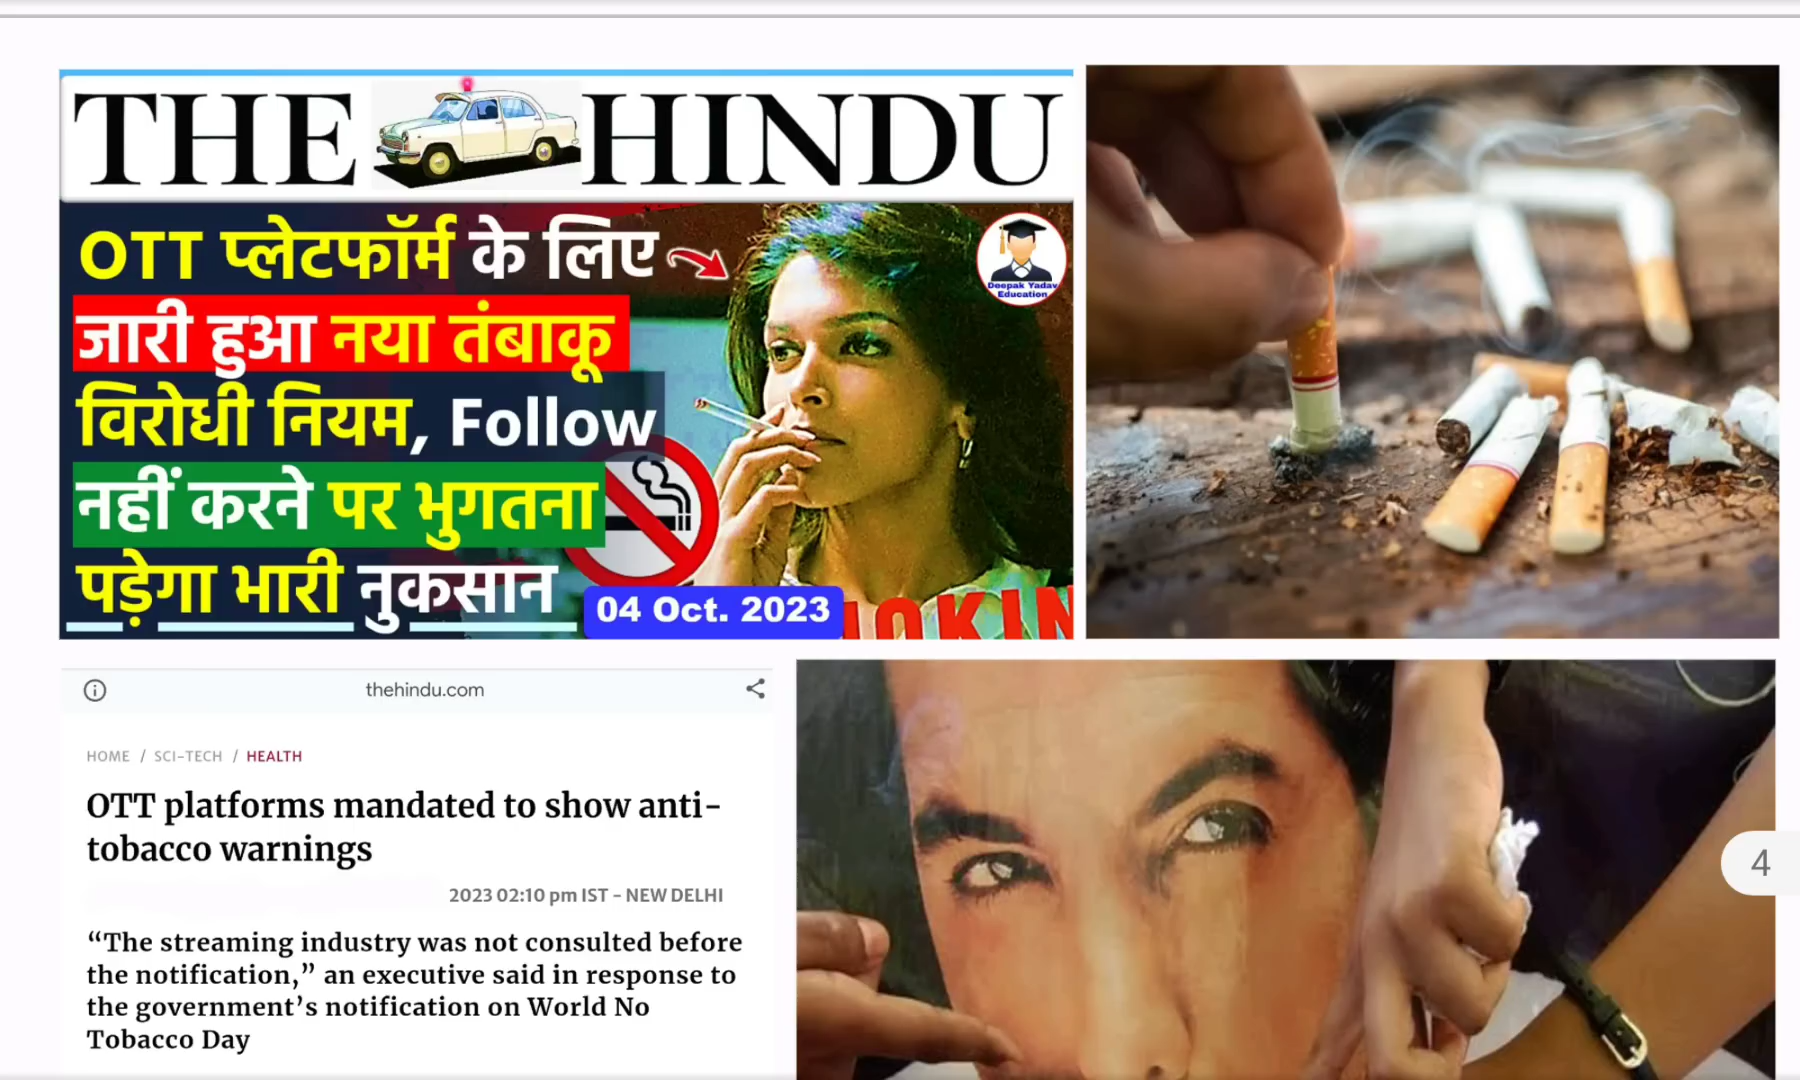 THE HINDU
OTT प्लेटफॉर्म के लिए
जारी हुआ नया तंबाकू
विरोधी नियम, Follow
नहीं करने पर भुगतना
पड़ेगा भारी नुकसान
Deepak Yadav
Education
04 Oct. 2023
thehindu.com
HOME / SCI-TECH / HEALTH
OTT platforms mandated to show anti-
tobacco warnings
2023 02:10 pm IST - NEW DELHI
“The streaming industry was not consulted before
the notification,” an executive said in response to
the government’s notification on World No
Tobacco Day
4